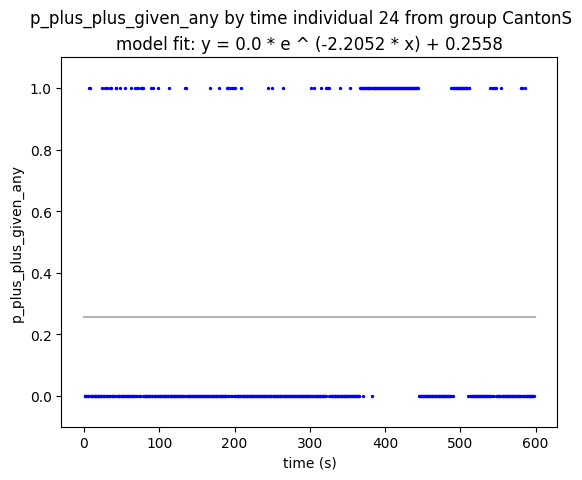 p_plus_plus_given_any by time individual 24 from group CantonS
model fit: y = 0.0 * e ^ (-2.2052 * x) + 0.2558
1.0
0.8
0.6
0.4
0.2
0.0
p_plus_plus_given_any
0 100 200 300 400 500 600
time (s)